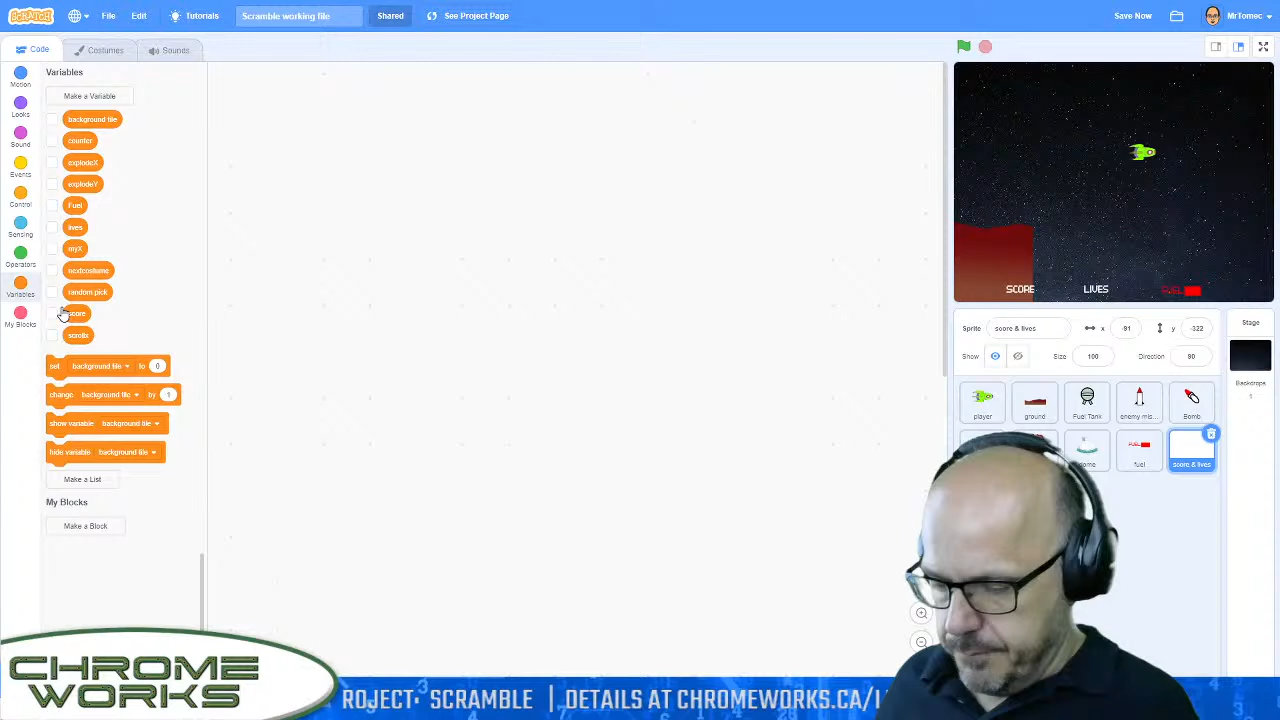 SCRATCH
File
Edit
Tutorials
Scramble working file
Shared
See Project Page
Save Now
MrTomec
Code
Costumes
Sounds
Motion
Looks
Sound
Events
Control
Sensing
Operators
Variables
My Blocks
Variables
Make a Variable
background tile
counter
explodeX
explodeY
Fuel
lives
myX
nextcostume
random pick
score
scrollx
set background tile to 0
change background tile by 1
show variable background tile
hide variable background tile
Make a List
My Blocks
Make a Block
SCORE
LIVES
FUEL
Sprite
score & lives
x
-91
y
-322
Show
Size
100
Direction
90
Stage
Backdrops
1
player
ground
Fuel Tank
enemy mis...
Bomb
fuel
score & lives
CHROME
WORKS
ROJECT: SCRAMBLE | DETAILS AT CHROMEWORKS.CA/